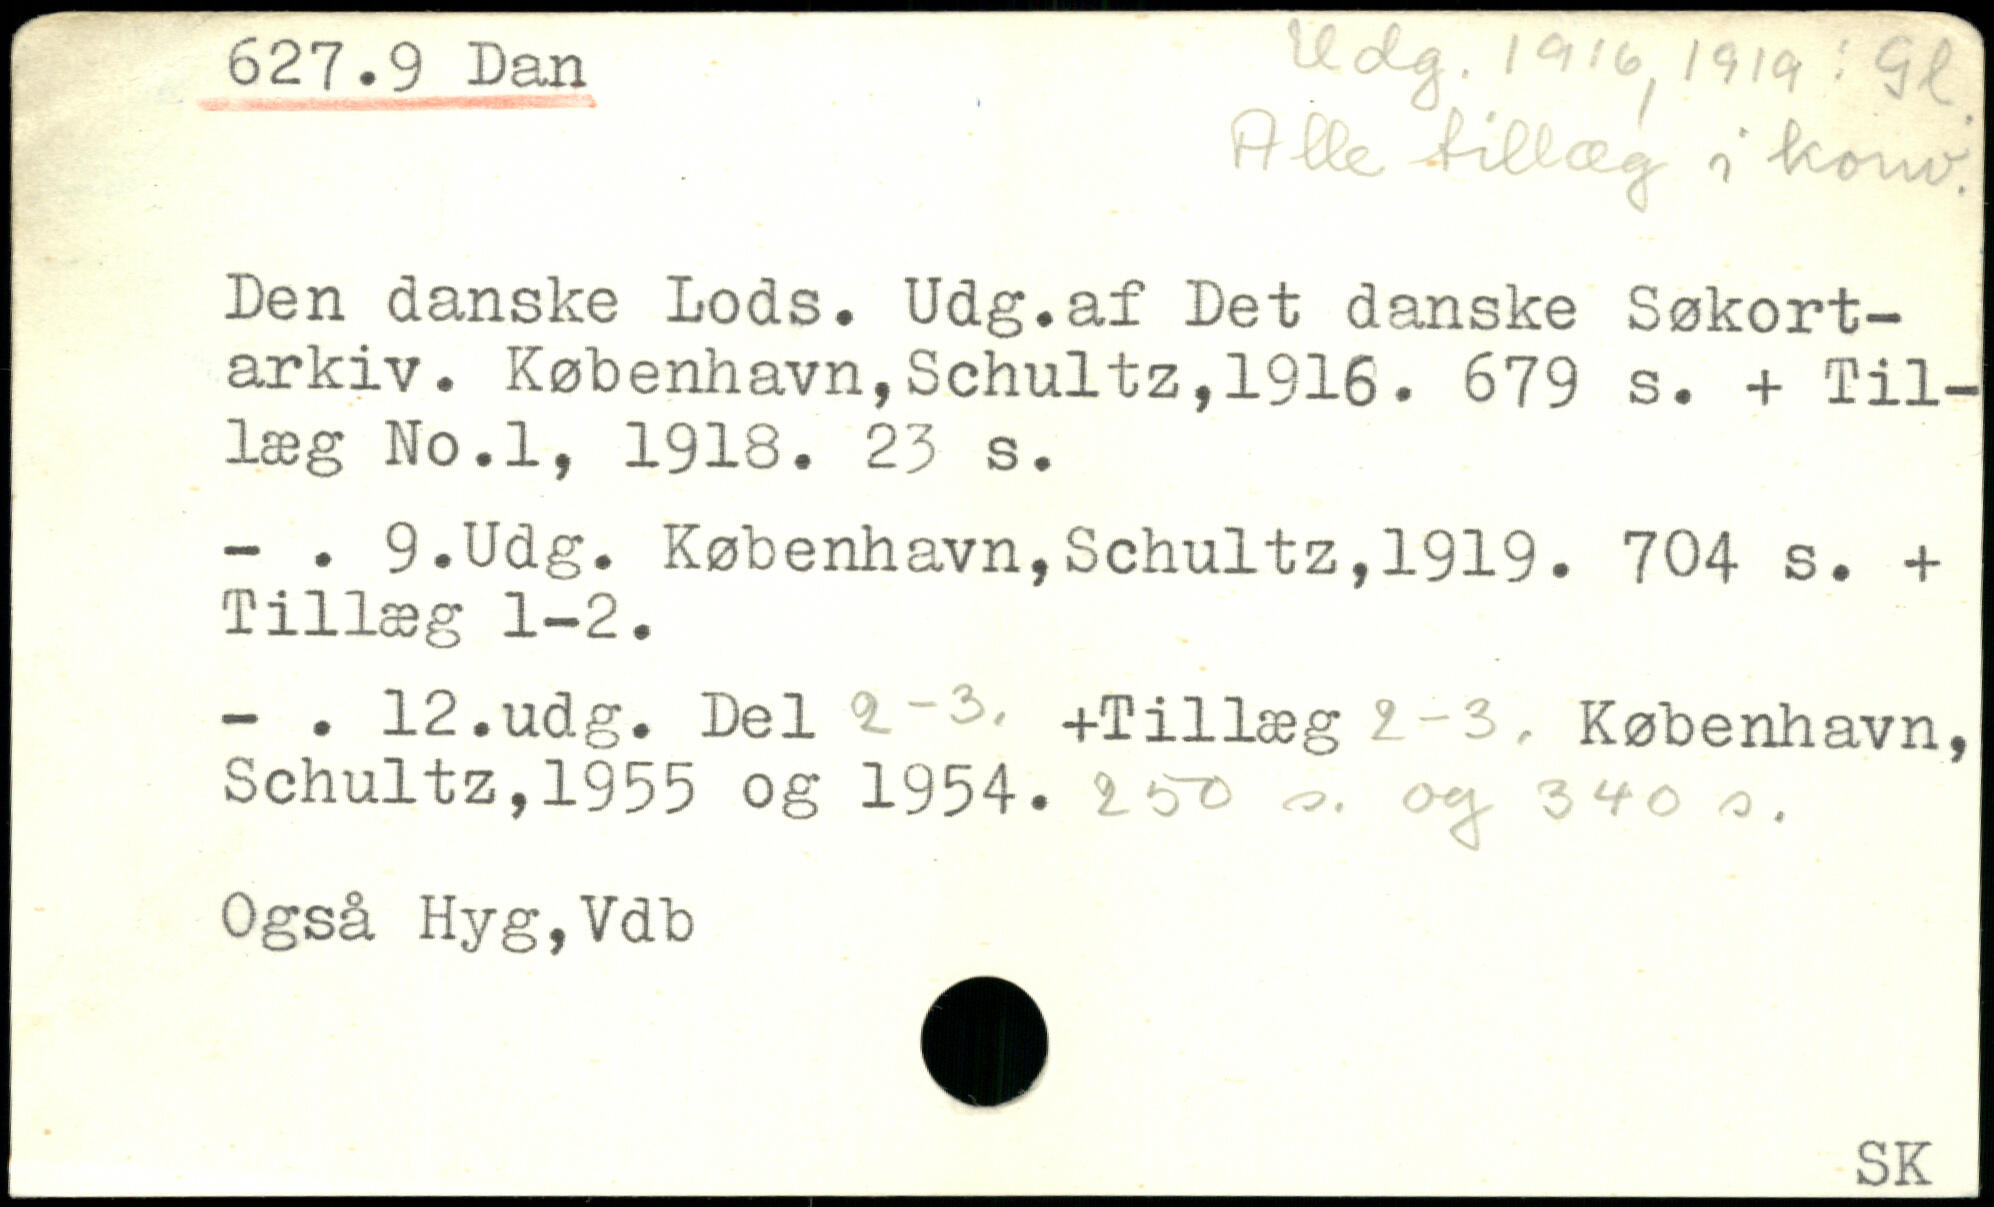 627.9 Dan
Udg. 1916, 1919: Gl.
Alle tillæg i konv.
Den danske Lods. Udg.af Det danske Søkort-
arkiv. København,Schultz,1916. 679 s. + Til-
læg No.1, 1918. 23 s.
- . 9.Udg. København,Schultz,1919. 704 s. +
Tillæg 1-2.
- . 12.udg. Del 2-3. +Tillæg 2-3. København,
Schultz,1955 og 1954. 250 s. og 340 s.
Også Hyg,Vdb
SK